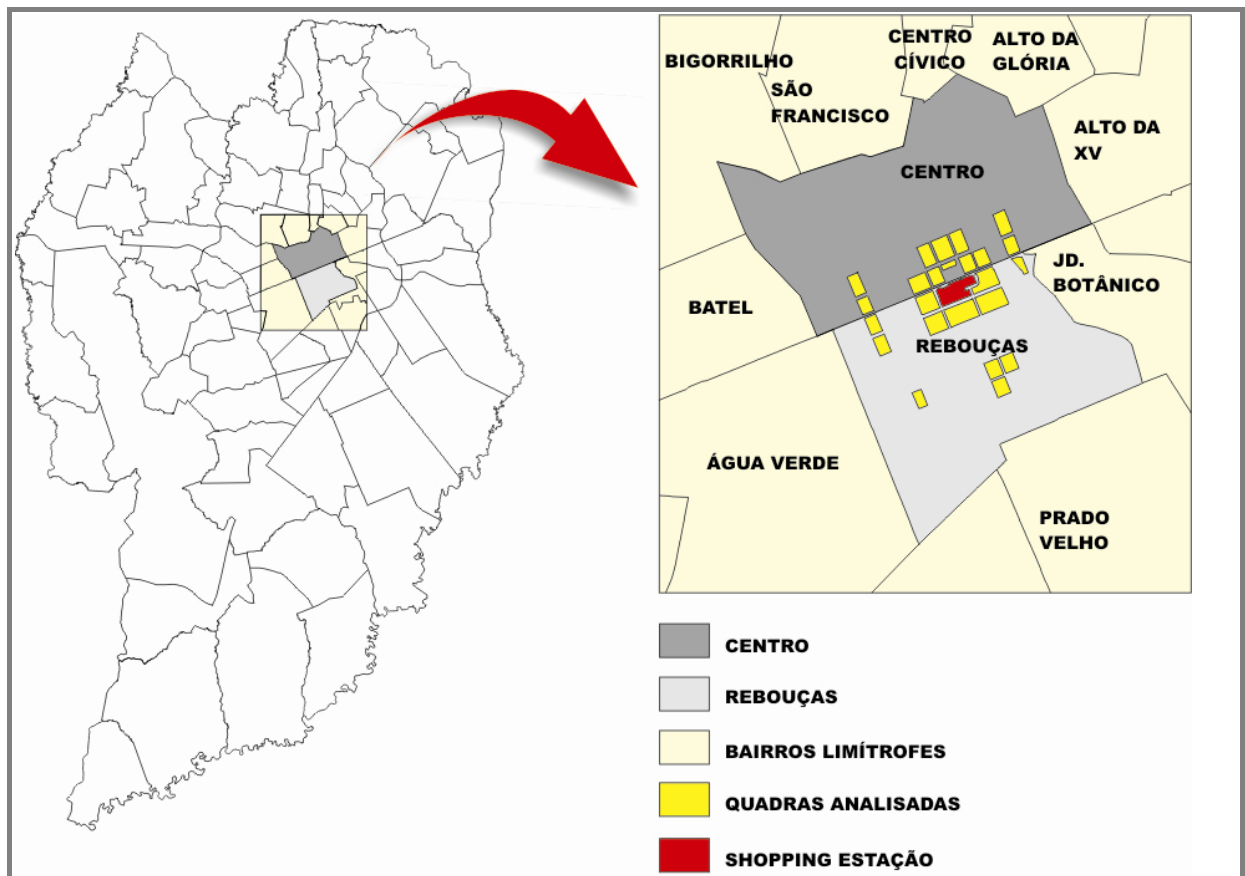 CENTRO
CÍVICO
ALTO DA
GLÓRIA
BIGORRILHO
SÃO
FRANCISCO
ALTO DA
XV
CENTRO
JD.
BOTÂNICO
BATEL
REBOUÇAS
ÁGUA VERDE
PRADO
VELHO
CENTRO
REBOUÇAS
BAIRROS LIMÍTROFES
QUADRAS ANALISADAS
SHOPPING ESTAÇÃO